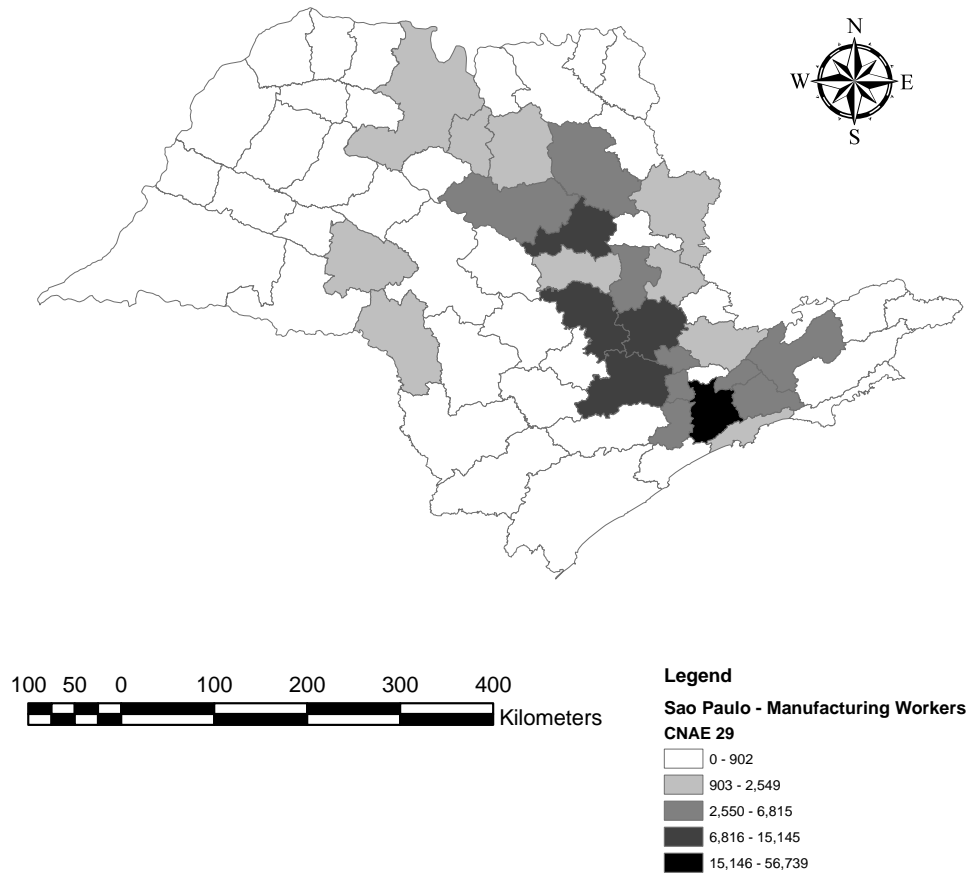 N
W E
S
100 50 0 100 200 300 400
Kilometers
Legend
Sao Paulo - Manufacturing Workers
CNAE 29
0 - 902
903 - 2,549
2,550 - 6,815
6,816 - 15,145
15,146 - 56,739